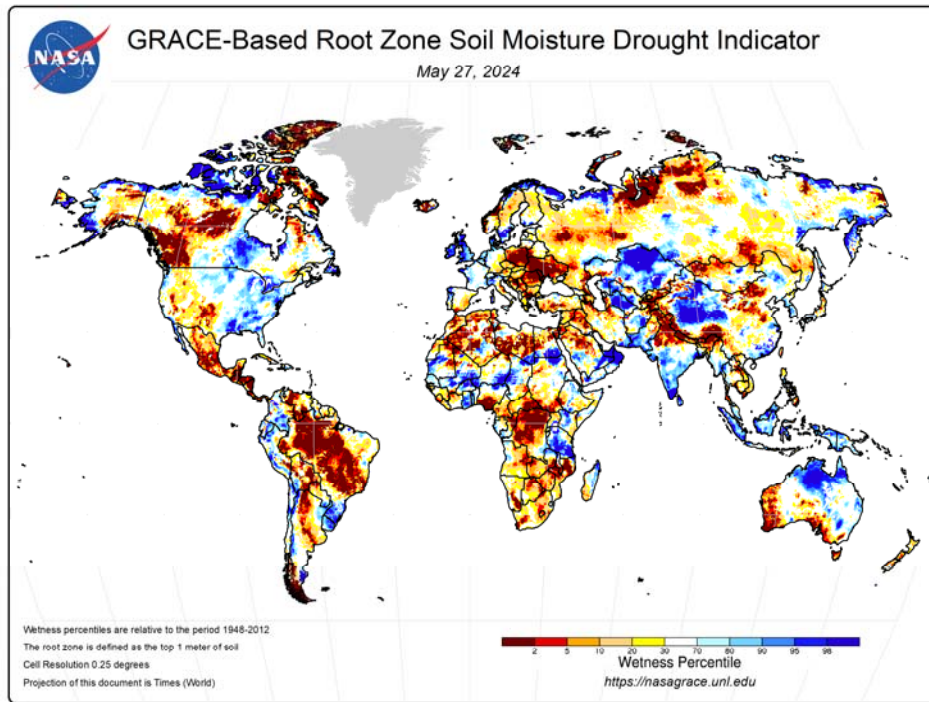 NASA
GRACE-Based Root Zone Soil Moisture Drought Indicator
May 27, 2024
Wetness percentiles are relative to the period 1948-2012
The root zone is defined as the top 1 meter of soil
Cell Resolution 0.25 degrees
Projection of this document is Times (World)
2 5 10 20 30 70 80 90 95 98
Wetness Percentile
https://nasagrace.unl.edu